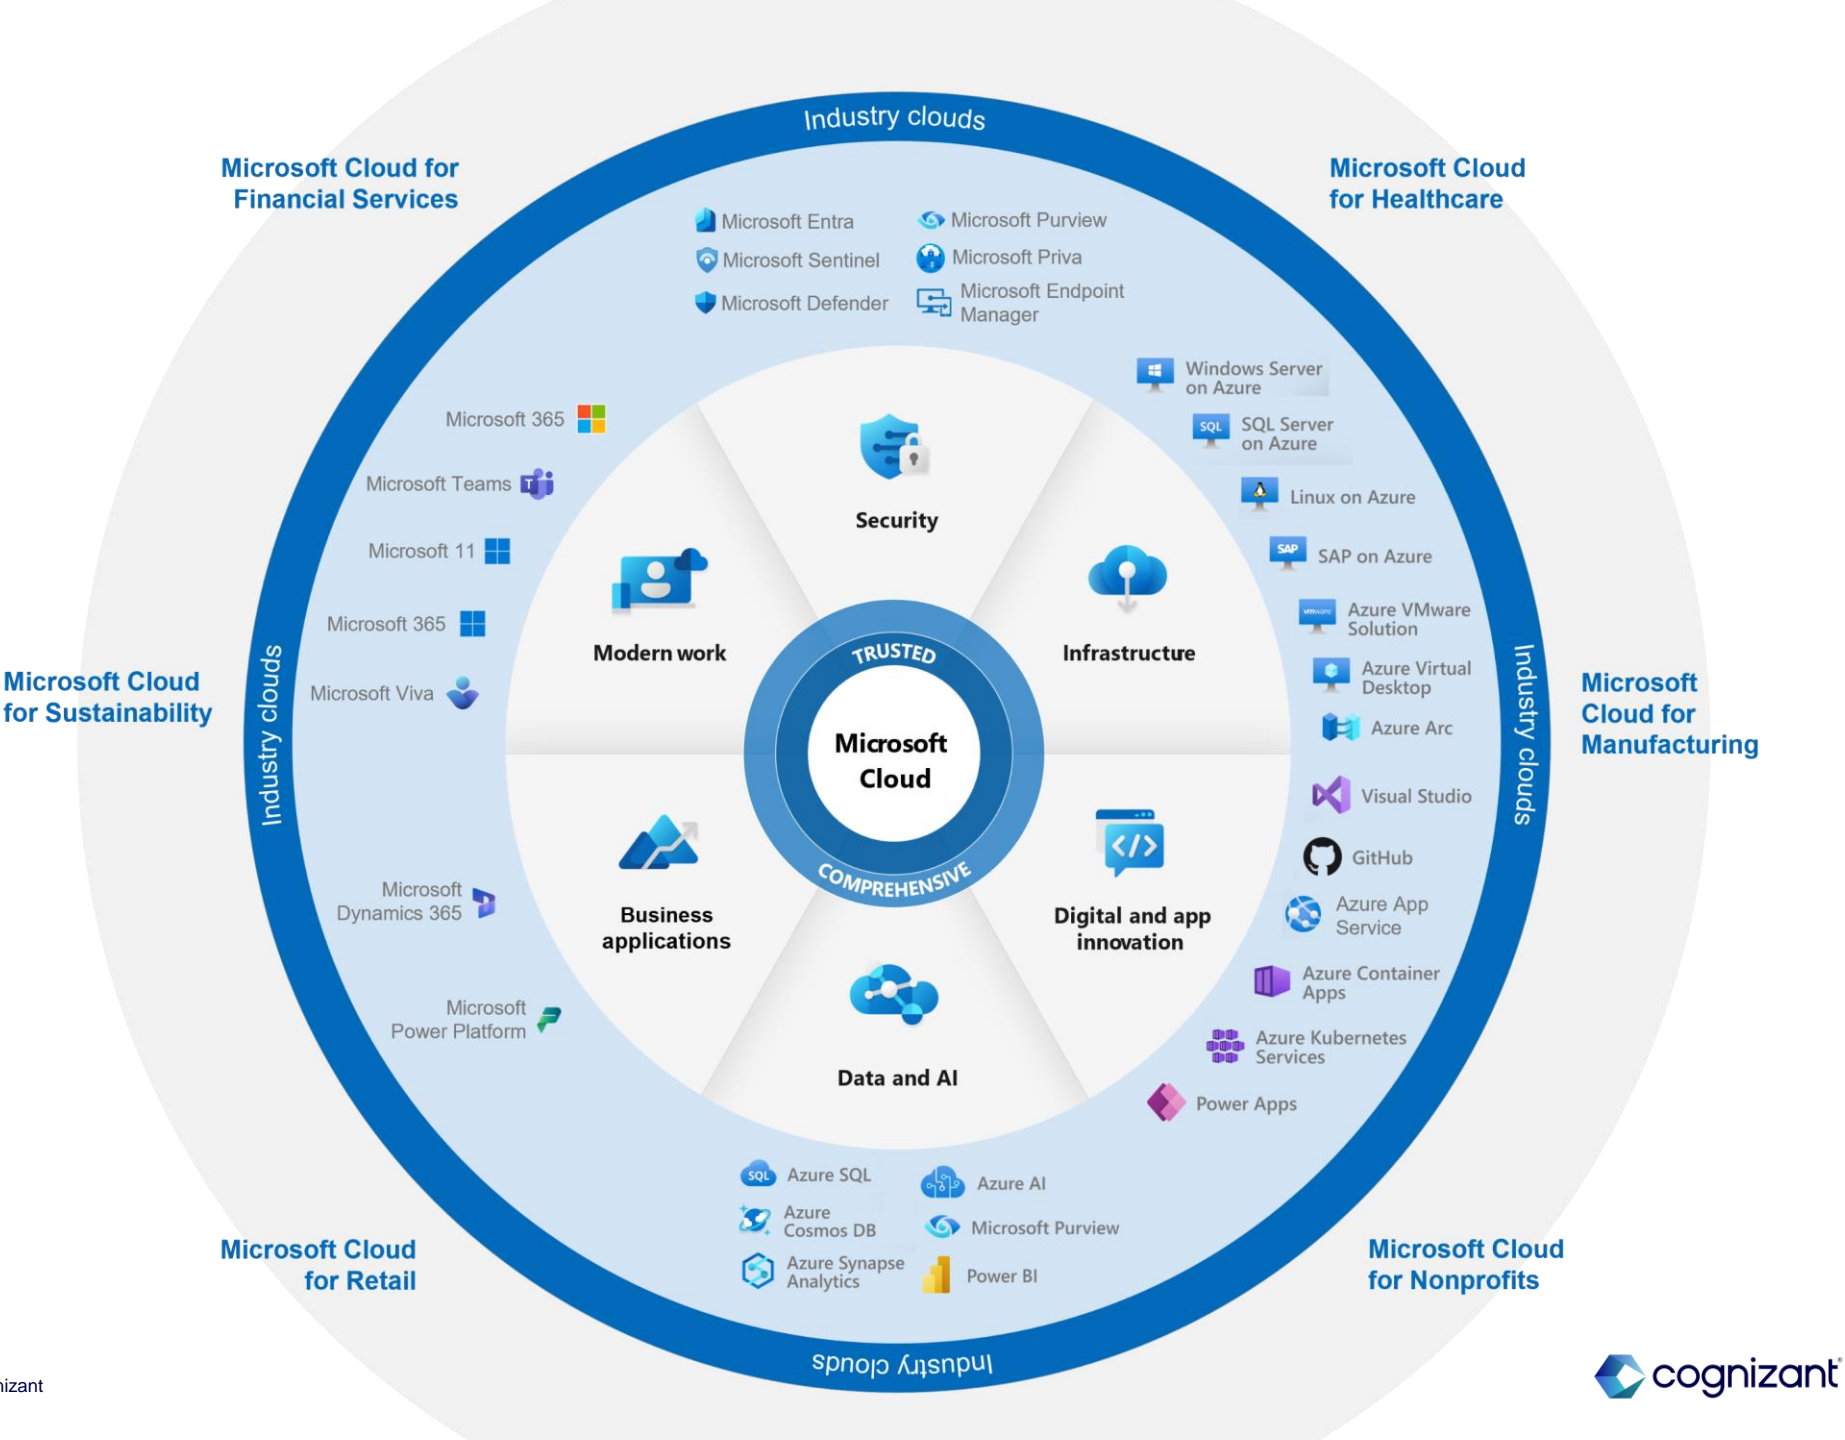 Industry clouds
Microsoft Cloud for
Financial Services
Microsoft Cloud
for Healthcare
Microsoft Entra
Microsoft Sentinel
Microsoft Defender
Microsoft Purview
Microsoft Priva
Microsoft Endpoint
Manager
Microsoft 365
Microsoft Teams
Microsoft 11
Microsoft 365
Microsoft Viva
Security
Modern work
Infrastructure
Windows Server
on Azure
SQL
SQL Server
on Azure
Linux on Azure
SAP
SAP on Azure
vmware
Azure VMware
Solution
Azure Virtual
Desktop
Azure Arc
Industry clouds
Microsoft Cloud
for Sustainability
Industry clouds
Microsoft
Cloud for
Manufacturing
TRUSTED
Microsoft
Cloud
COMPREHENSIVE
Visual Studio
GitHub
Azure App
Service
Azure Container
Apps
Azure Kubernetes
Services
Power Apps
Microsoft
Dynamics 365
Microsoft
Power Platform
Business
applications
Digital and app
innovation
Data and AI
SQL
Azure SQL
Azure
Cosmos DB
Azure Synapse
Analytics
Azure AI
Microsoft Purview
Power BI
Microsoft Cloud
for Retail
Microsoft Cloud
for Nonprofits
Industry clouds
nizant
cognizant